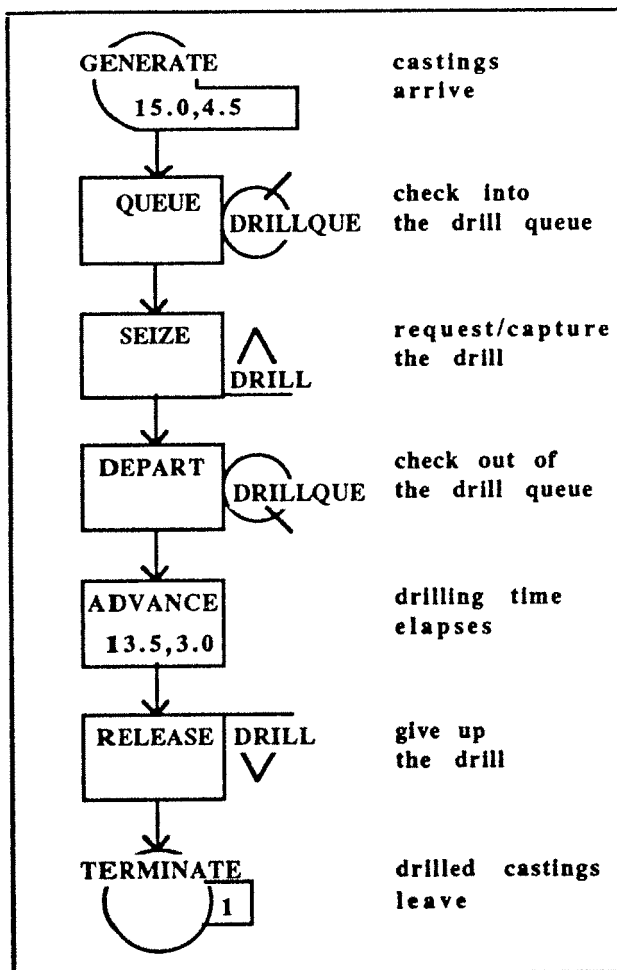 GENERATE castings
15.0,4.5 arrive
QUEUE check into
DRILLQUE the drill queue
SEIZE request/capture
DRILL the drill
DEPART check out of
DRILLQUE the drill queue
ADVANCE drilling time
13.5,3.0 elapses
RELEASE DRILL give up
the drill
TERMINATE drilled castings
1 leave